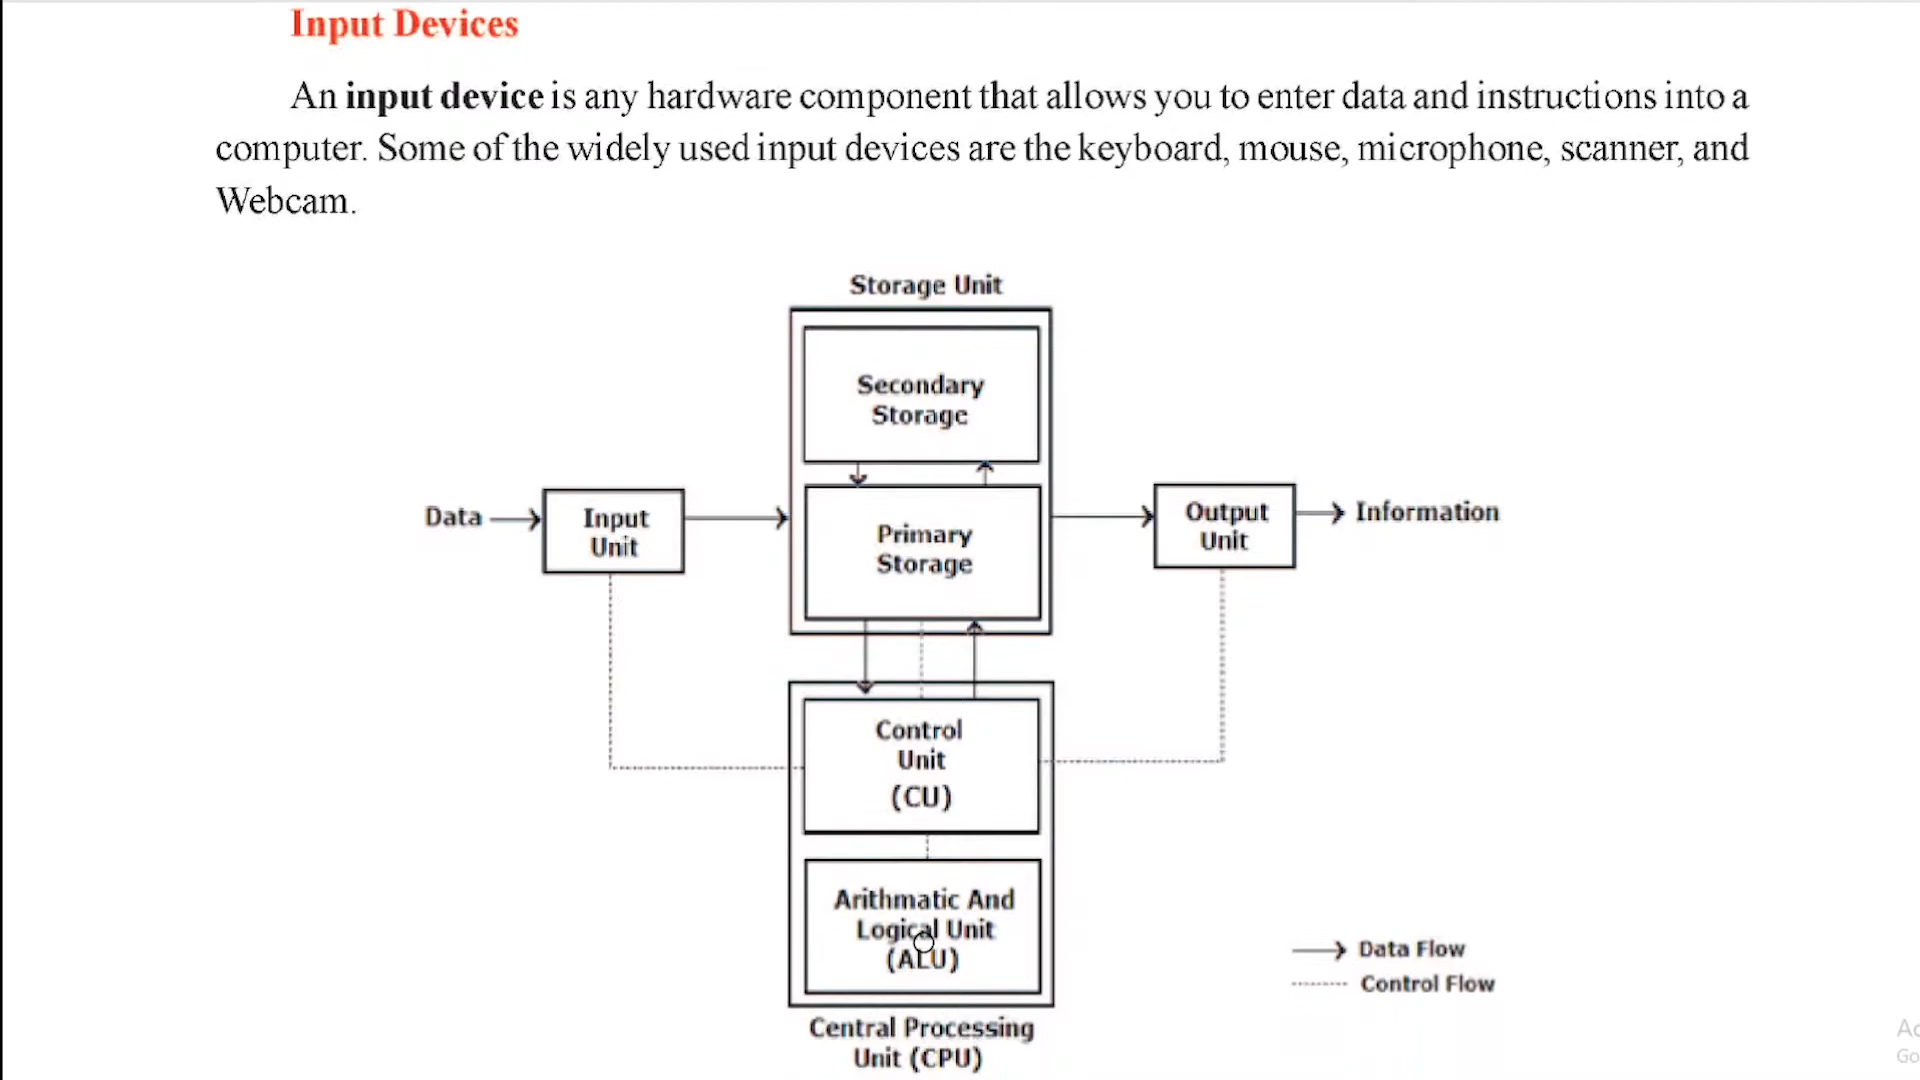 Input Devices
An input device is any hardware component that allows you to enter data and instructions into a
computer. Some of the widely used input devices are the keyboard, mouse, microphone, scanner, and
Webcam.
Storage Unit
Secondary
Storage
Data
Input
Unit
Primary
Storage
Output
Unit
Information
Control
Unit
(CU)
Arithmatic And
Logical Unit
(ALU)
Data Flow
Control Flow
Central Processing
Unit (CPU)